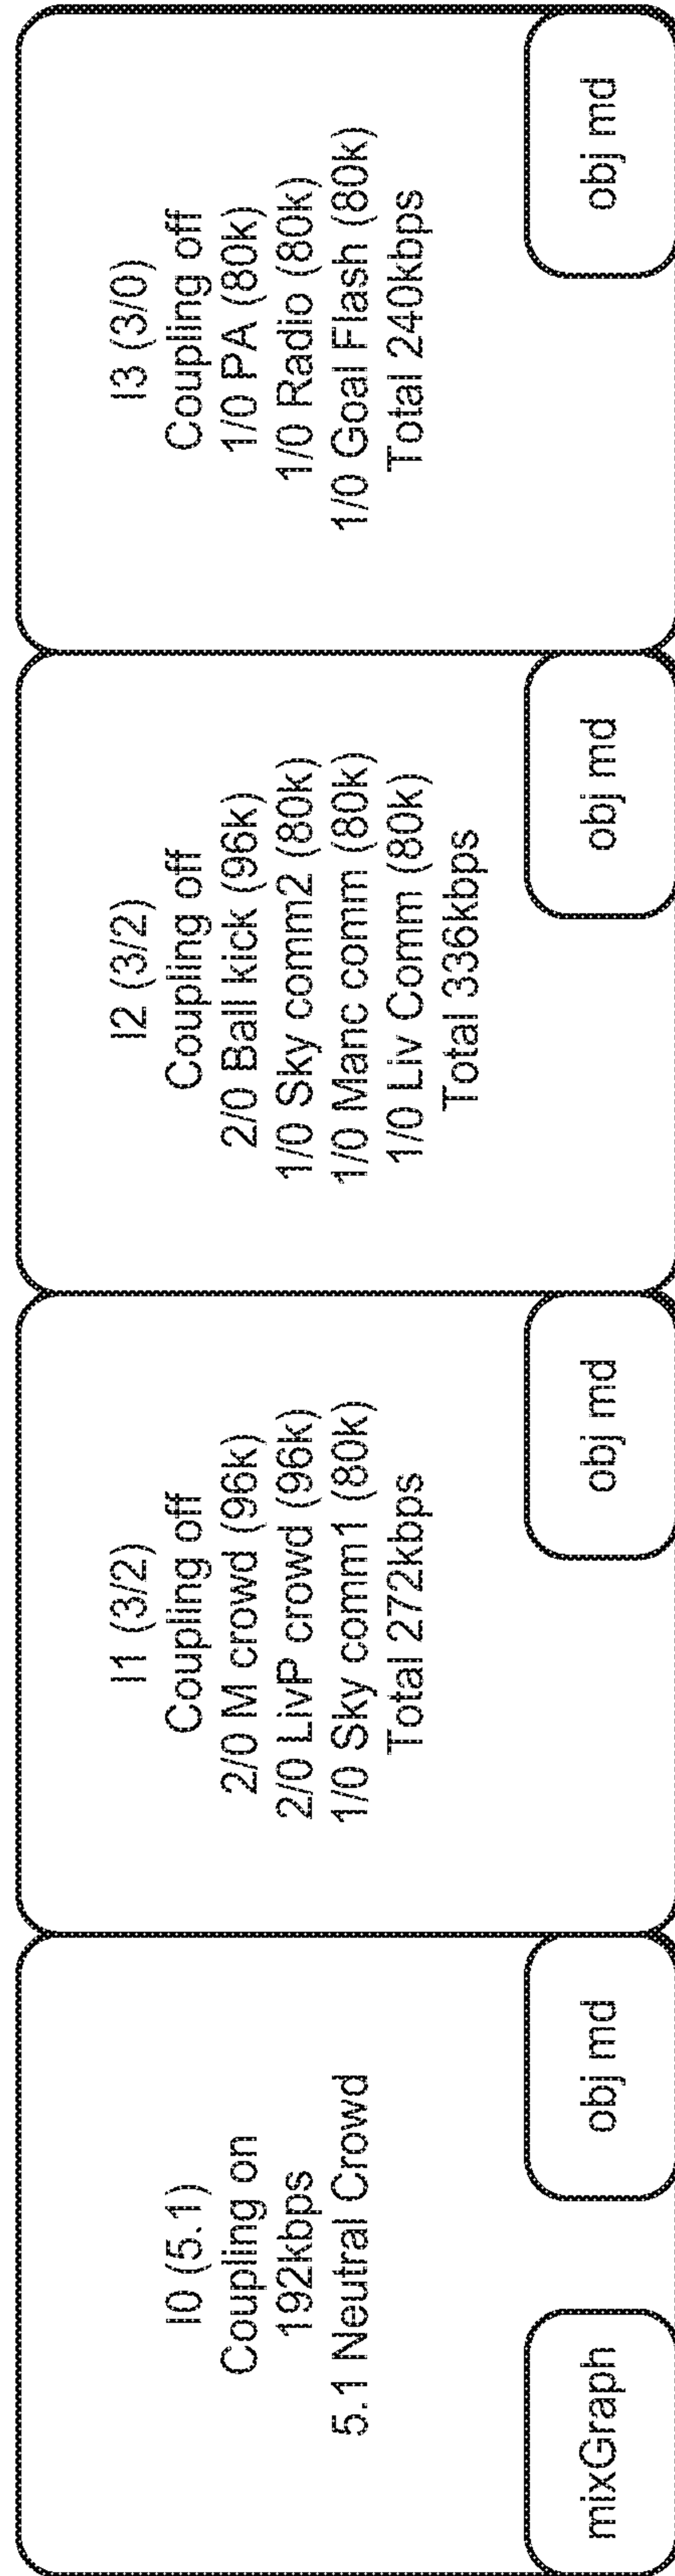 I0 (5.1)
Coupling on
192kbps
5.1 Neutral Crowd
mixGraph
obj md
I1 (3/2)
Coupling off
2/0 M crowd (96k)
2/0 LivP crowd (96k)
1/0 Sky comm1 (80k)
Total 272kbps
obj md
I2 (3/2)
Coupling off
2/0 Ball kick (96k)
1/0 Sky comm2 (80k)
1/0 Manc comm (80k)
1/0 Liv Comm (80k)
Total 336kbps
obj md
I3 (3/0)
Coupling off
1/0 PA (80k)
1/0 Radio (80k)
1/0 Goal Flash (80k)
Total 240kbps
obj md